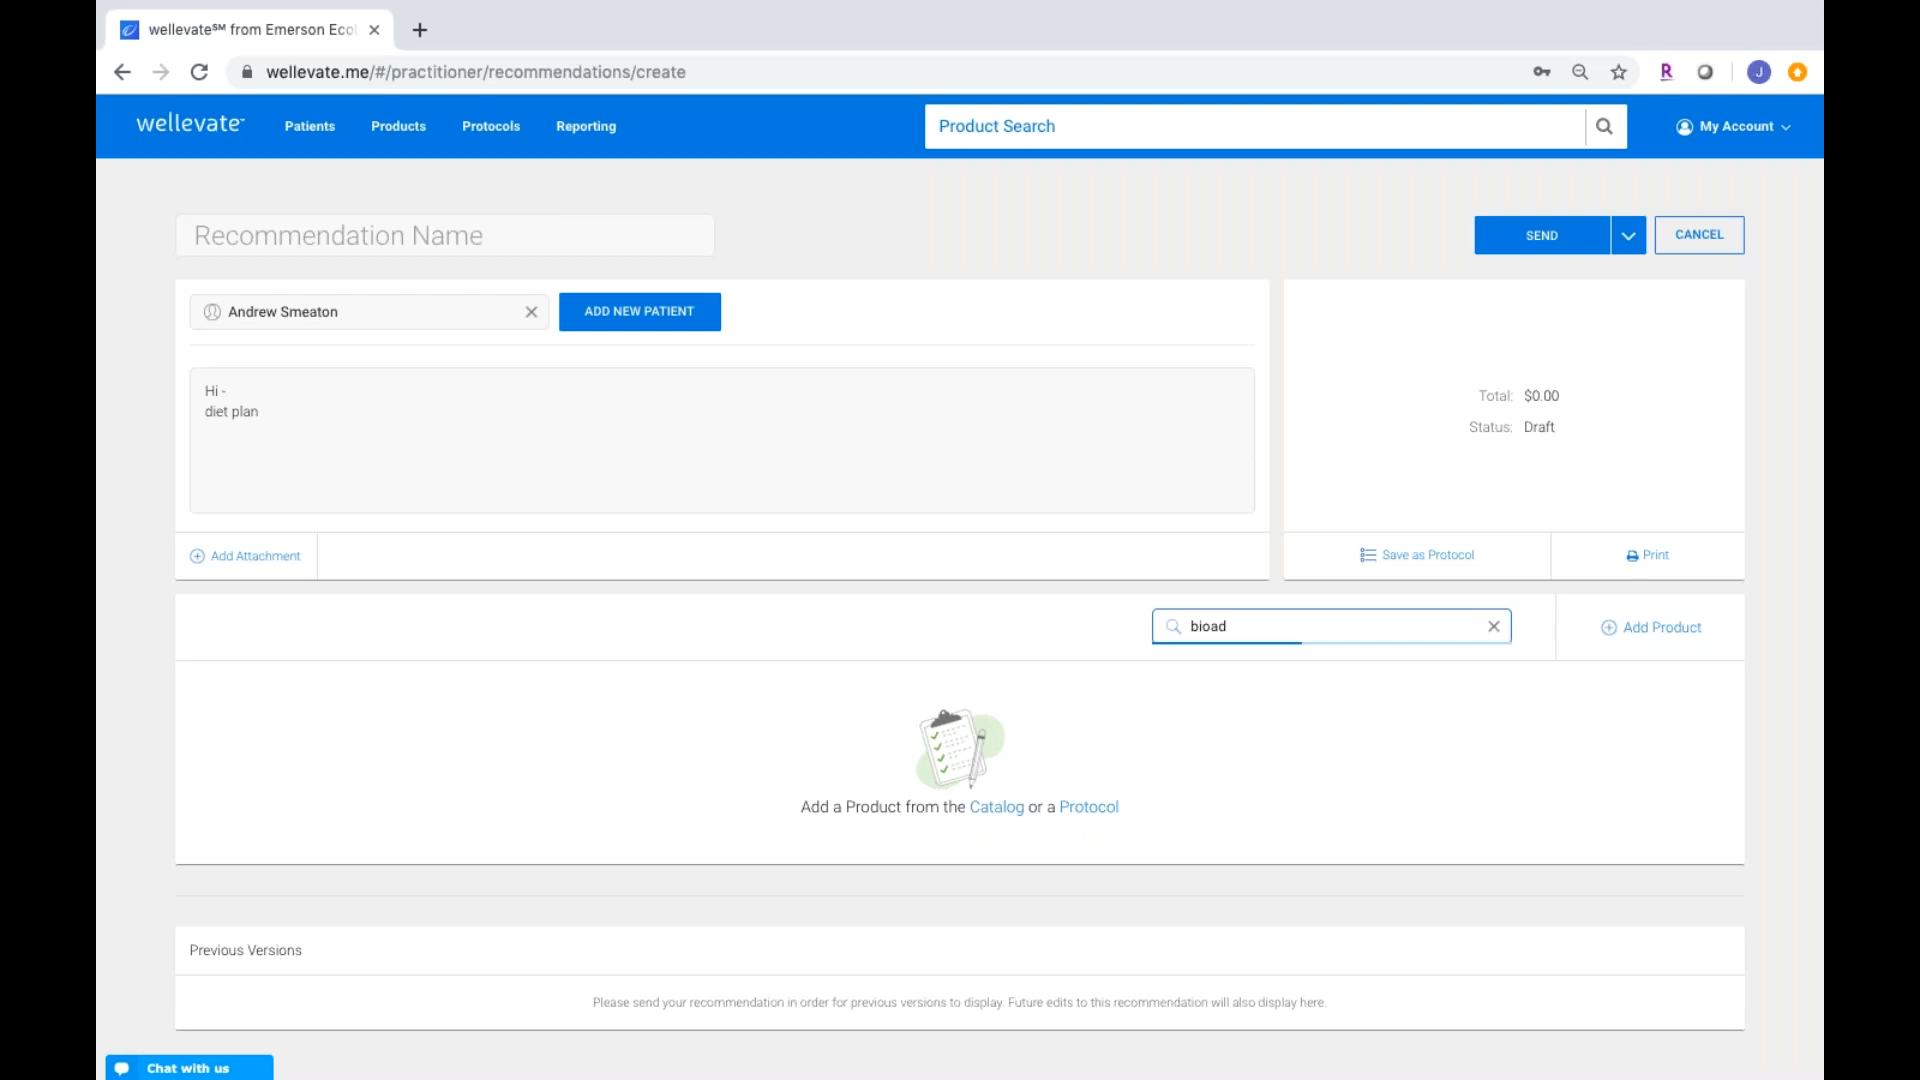 wellevate℠ from Emerson Ecol
wellevate.me/#/practitioner/recommendations/create
R
J
wellevate
Patients
Products
Protocols
Reporting
Product Search
My Account
Recommendation Name
SEND
CANCEL
Andrew Smeaton
ADD NEW PATIENT
Hi -
diet plan
Total: $0.00
Status: Draft
Add Attachment
Save as Protocol
Print
bioad
Add Product
Add a Product from the Catalog or a Protocol
Previous Versions
Please send your recommendation in order for previous versions to display. Future edits to this recommendation will also display here.
Chat with us